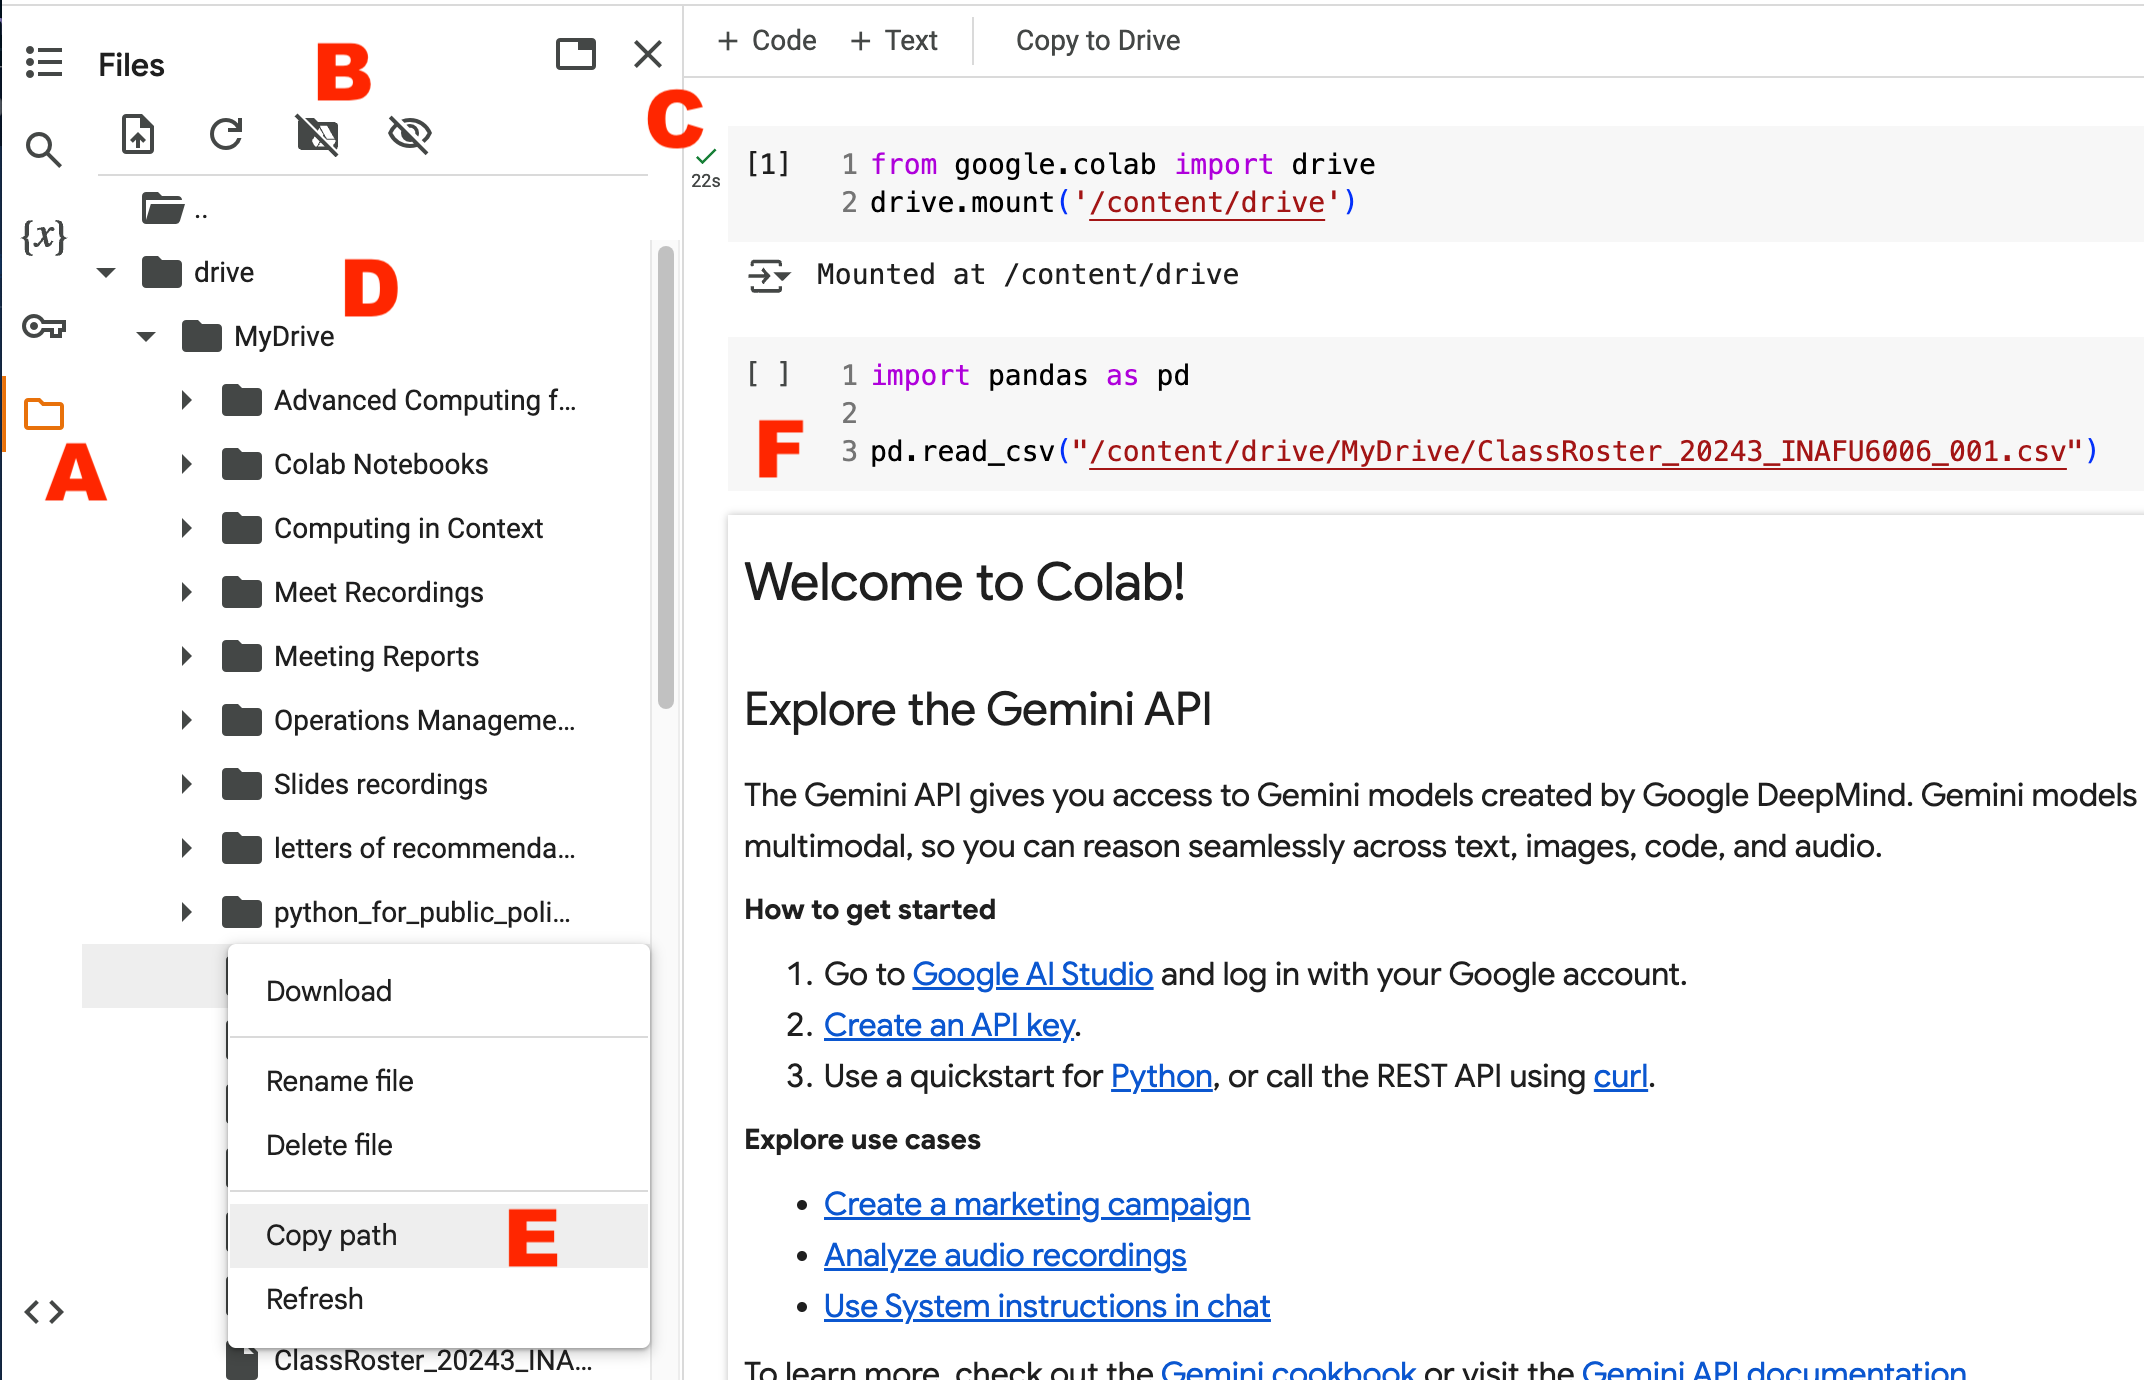 Files
B
..
drive
D
MyDrive
Advanced Computing f...
Colab Notebooks
Computing in Context
Meet Recordings
Meeting Reports
Operations Manageme...
Slides recordings
letters of recommenda...
python_for_public_poli...
{x}
A
Download
Rename file
Delete file
Copy path
E
Refresh
ClassRoster_20243_INA...
+ Code + Text Copy to Drive
C
22s
[1] 1 from google.colab import drive
2 drive.mount('/content/drive')
Mounted at /content/drive
[ ] 1 import pandas as pd
2
F
3 pd.read_csv("/content/drive/MyDrive/ClassRoster_20243_INAFU6006_001.csv")
Welcome to Colab!
Explore the Gemini API
The Gemini API gives you access to Gemini models created by Google DeepMind. Gemini models
multimodal, so you can reason seamlessly across text, images, code, and audio.
How to get started
1. Go to Google AI Studio and log in with your Google account.
2. Create an API key.
3. Use a quickstart for Python, or call the REST API using curl.
Explore use cases
• Create a marketing campaign
• Analyze audio recordings
• Use System instructions in chat
To learn more, check out the Gemini cookbook or visit the Gemini API documentation